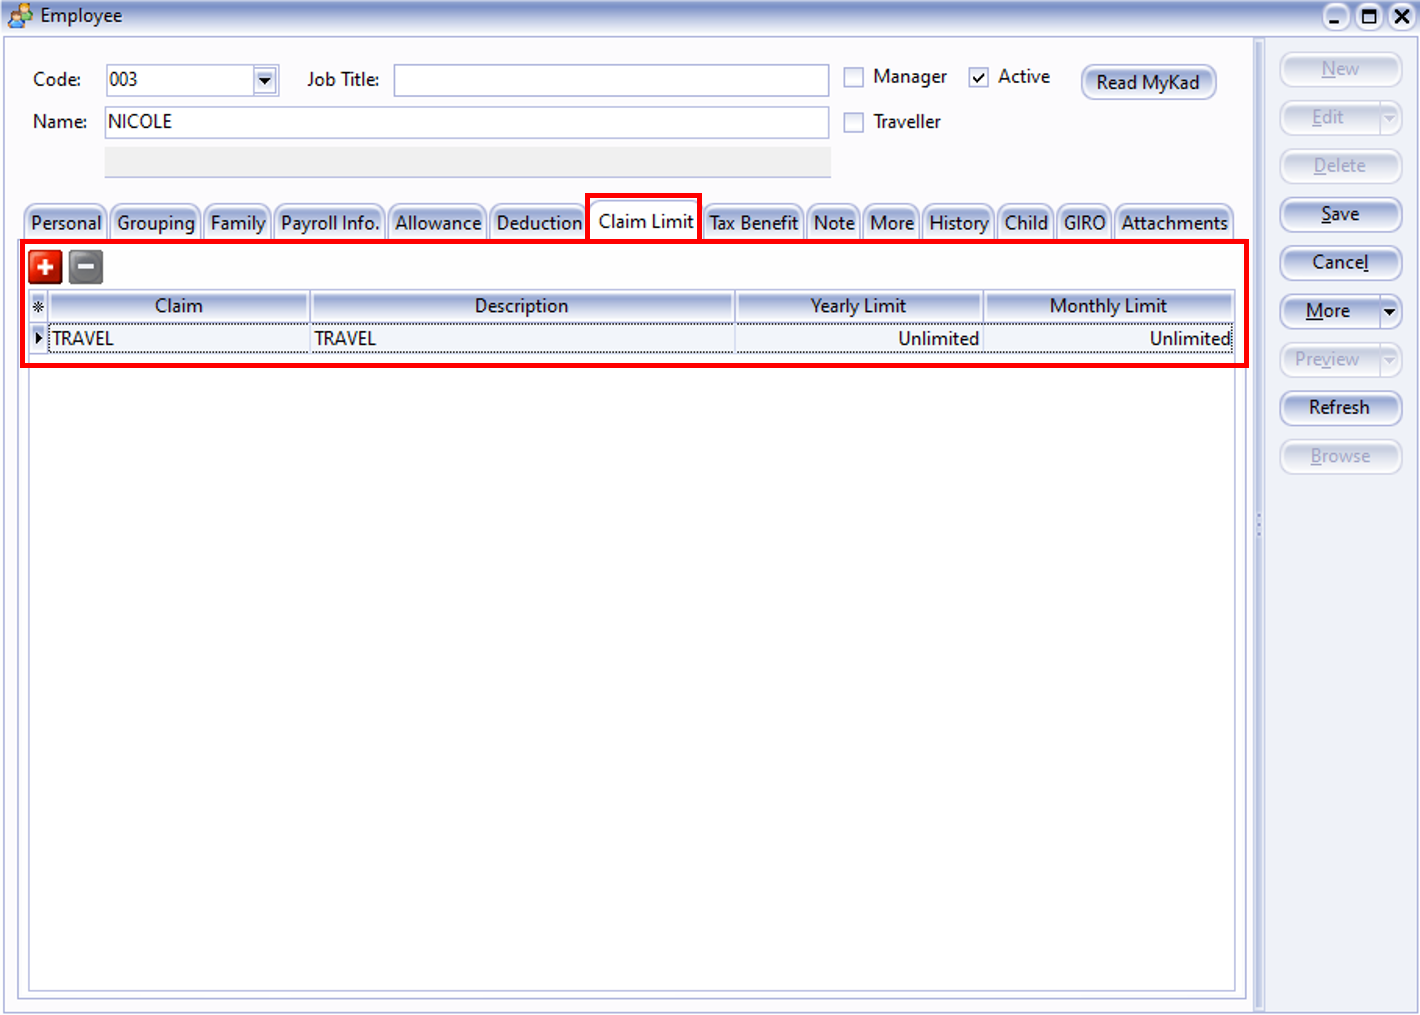 Employee
Code: 003 Job Title: Manager Active Read MyKad
Name: NICOLE Traveller
Personal Grouping Family Payroll Info. Allowance Deduction Claim Limit Tax Benefit Note More History Child GIRO Attachments
Claim Description Yearly Limit Monthly Limit
TRAVEL TRAVEL Unlimited Unlimited
New
Edit
Delete
Save
Cancel
More
Preview
Refresh
Browse